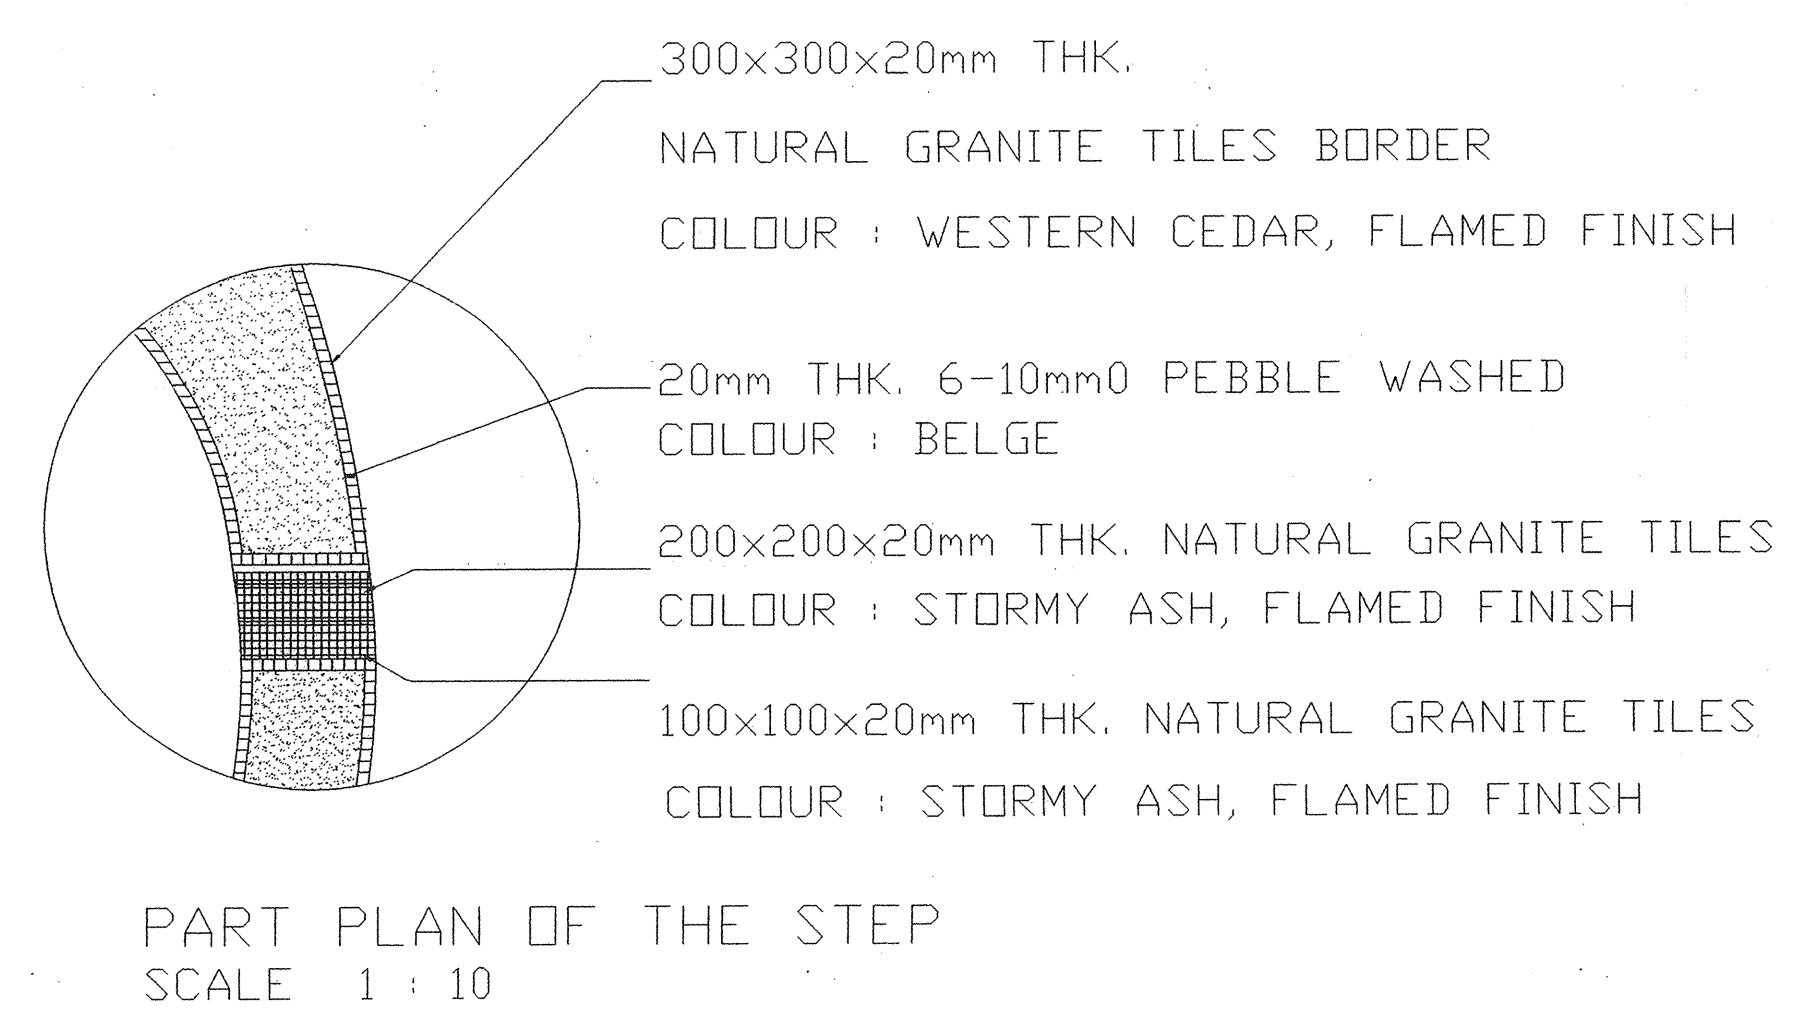 300x300x20mm THK.
NATURAL GRANITE TILES BORDER
COLOUR : WESTERN CEDAR, FLAMED FINISH
20mm THK. 6-10mm0 PEBBLE WASHED
COLOUR : BELGE
200x200x20mm THK. NATURAL GRANITE TILES
COLOUR : STORMY ASH, FLAMED FINISH
100x100x20mm THK. NATURAL GRANITE TILES
COLOUR : STORMY ASH, FLAMED FINISH
PART PLAN OF THE STEP
SCALE 1 : 10